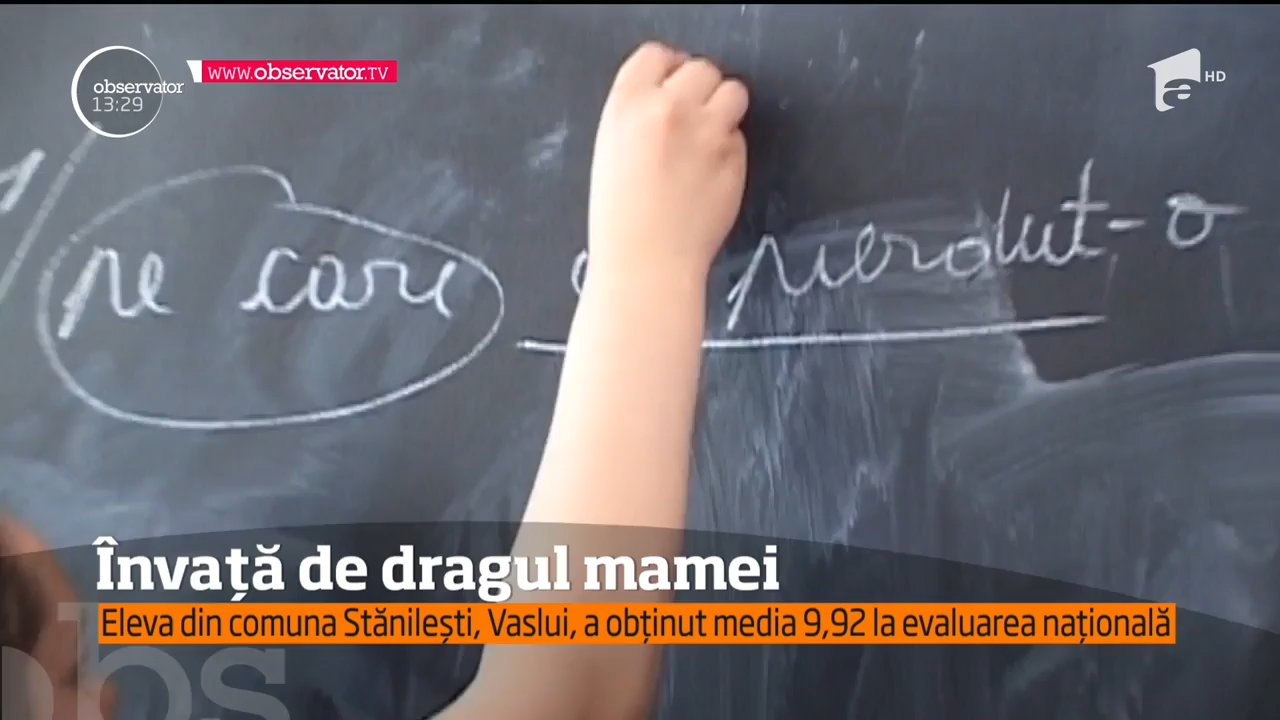 observator
13:29
www.observator.tv
HD
pe care
pierdut-o
Învață de dragul mamei
Eleva din comuna Stănilești, Vaslui, a obținut media 9,92 la evaluarea națională
obs